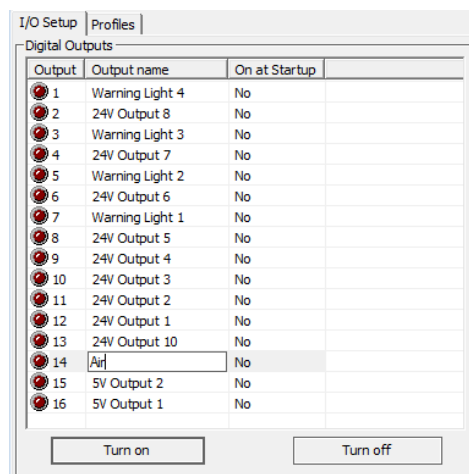 I/O Setup Profiles
Digital Outputs
Output Output name On at Startup
1 Warning Light 4 No
2 24V Output 8 No
3 Warning Light 3 No
4 24V Output 7 No
5 Warning Light 2 No
6 24V Output 6 No
7 Warning Light 1 No
8 24V Output 5 No
9 24V Output 4 No
10 24V Output 3 No
11 24V Output 2 No
12 24V Output 1 No
13 24V Output 10 No
14 Air No
15 5V Output 2 No
16 5V Output 1 No
Turn on Turn off